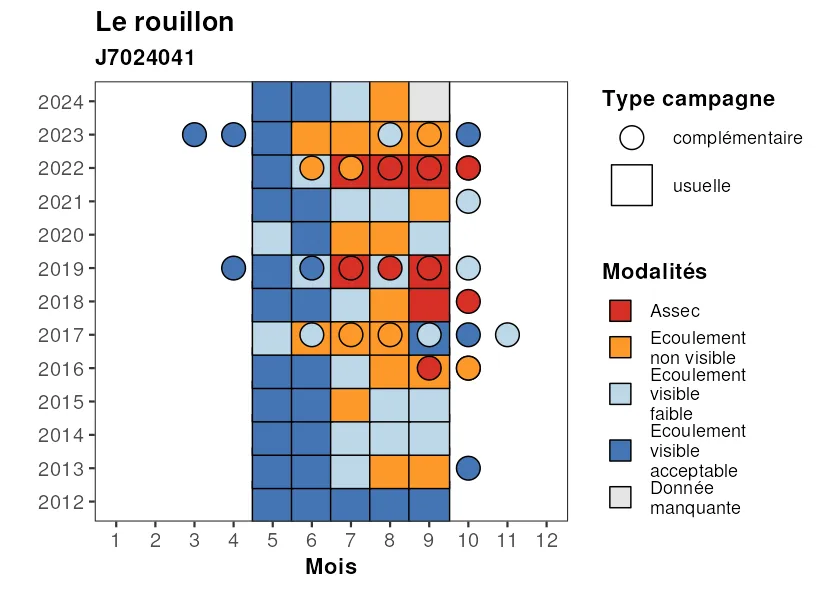 Le rouillon
J7024041
2024
2023
2022
2021
2020
2019
2018
2017
2016
2015
2014
2013
2012
1 2 3 4 5 6 7 8 9 10 11 12
Mois
Type campagne
complémentaire
usuelle
Modalités
Assec
Ecoulement
non visible
Ecoulement
visible
faible
Ecoulement
visible
acceptable
Donnée
manquante